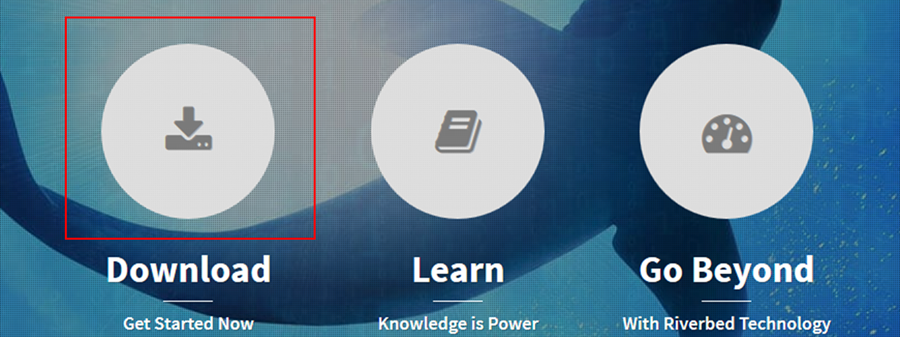 Download
Learn
Go Beyond
Get Started Now
Knowledge is Power
With Riverbed Technology